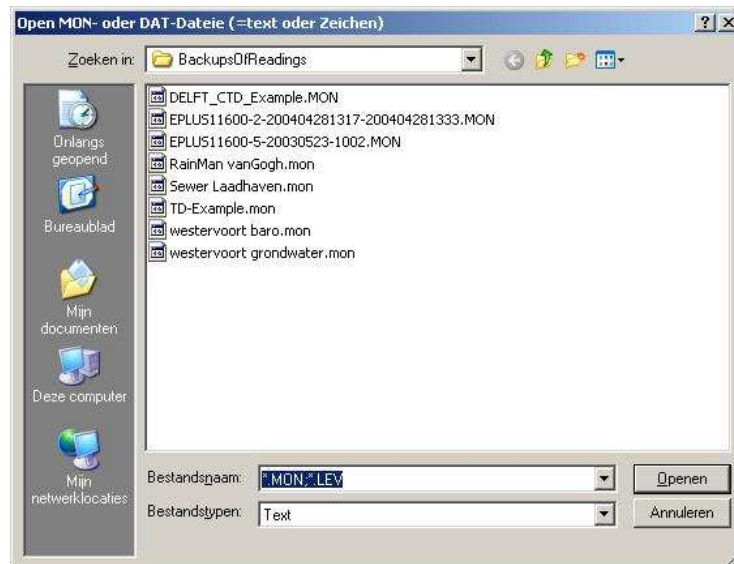 Open MON- oder DAT-Dateie (=text oder Zeichen)
Zoeken in: BackupsOfReadings
Onlangs geopend
Bureaublad
Mijn documenten
Deze computer
Mijn netwerklocaties
DELFT_CTD_Example.MON
EPLUS11600-2-200404281317-200404281333.MON
EPLUS11600-5-20030523-1002.MON
RainMan vanGogh.mon
Sewer Laadhaven.mon
TD-Example.mon
westervoort baro.mon
westervoort grondwater.mon
Bestandsnaam: *.MON;*.LEV Openen
Bestandstypen: Text Annuleren